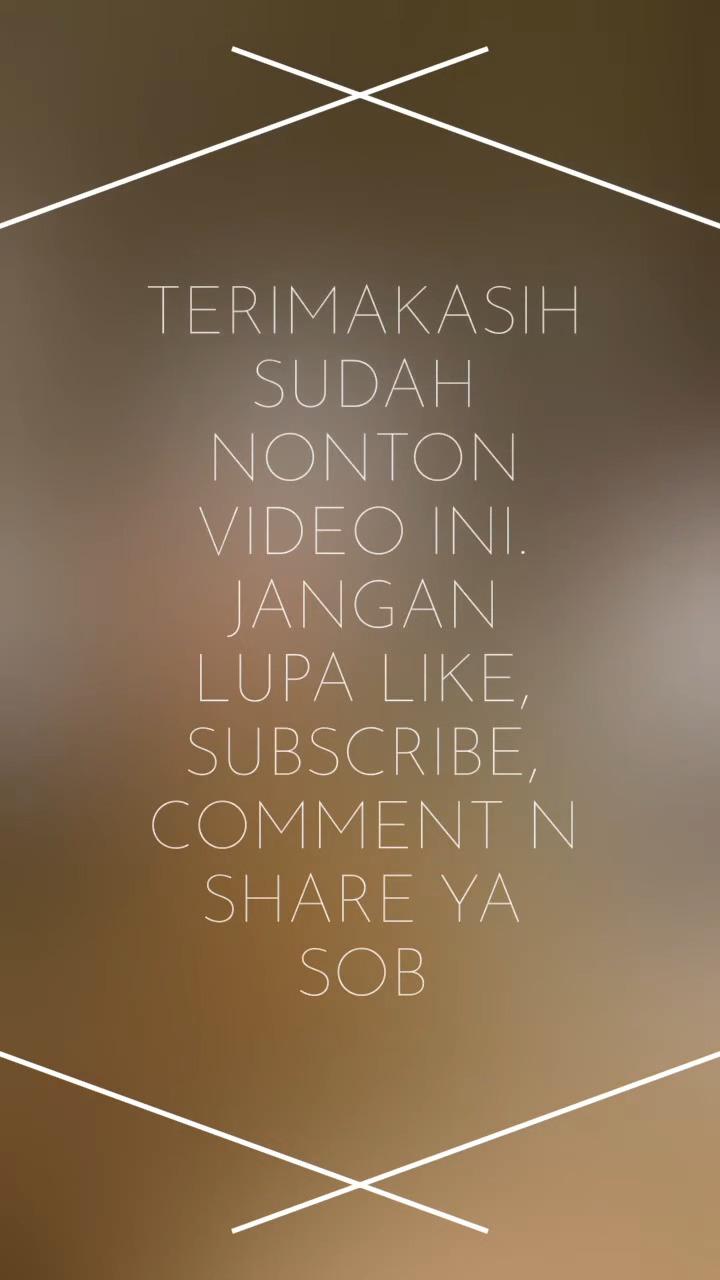 TERIMAKASIH
SUDAH
NONTON
VIDEO INI.
JANGAN
LUPA LIKE,
SUBSCRIBE,
COMMENT N
SHARE YA
SOB